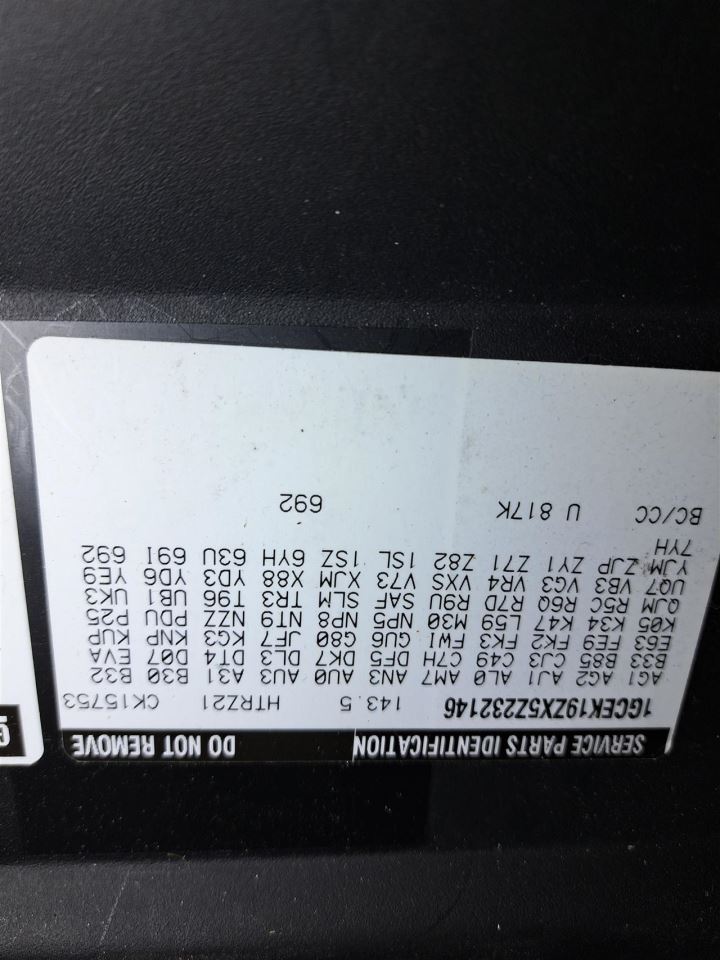 SERVICE PARTS IDENTIFICATION DO NOT REMOVE
1GCEK19ZX5Z232146 143.5 HTRZ21 CK15753
AG1 AG2 AJ1 AL0 AM7 AN3 AU0 AU3 A31 B30 B32
B33 B85 CJ3 C49 C7H DF5 DK7 DL3 DT4 D07 EVA
E63 FE9 FK2 FK3 FWI GU6 G80 JF7 KG3 KNP KUP
K05 K34 K47 L59 M30 NP5 NP8 NT9 NZZ PDU P25
QJM R5C R6Q R7D R9U SAF SLM TR3 T96 UB1 UK3
UQ7 VB3 VG3 VR4 VXS V73 XJM X88 YD3 YD6 YE9
YJM ZJP ZY1 Z71 Z82 1SL 1SZ 6YH 63U 69I 692
7YH
BC/CC U 817K 692